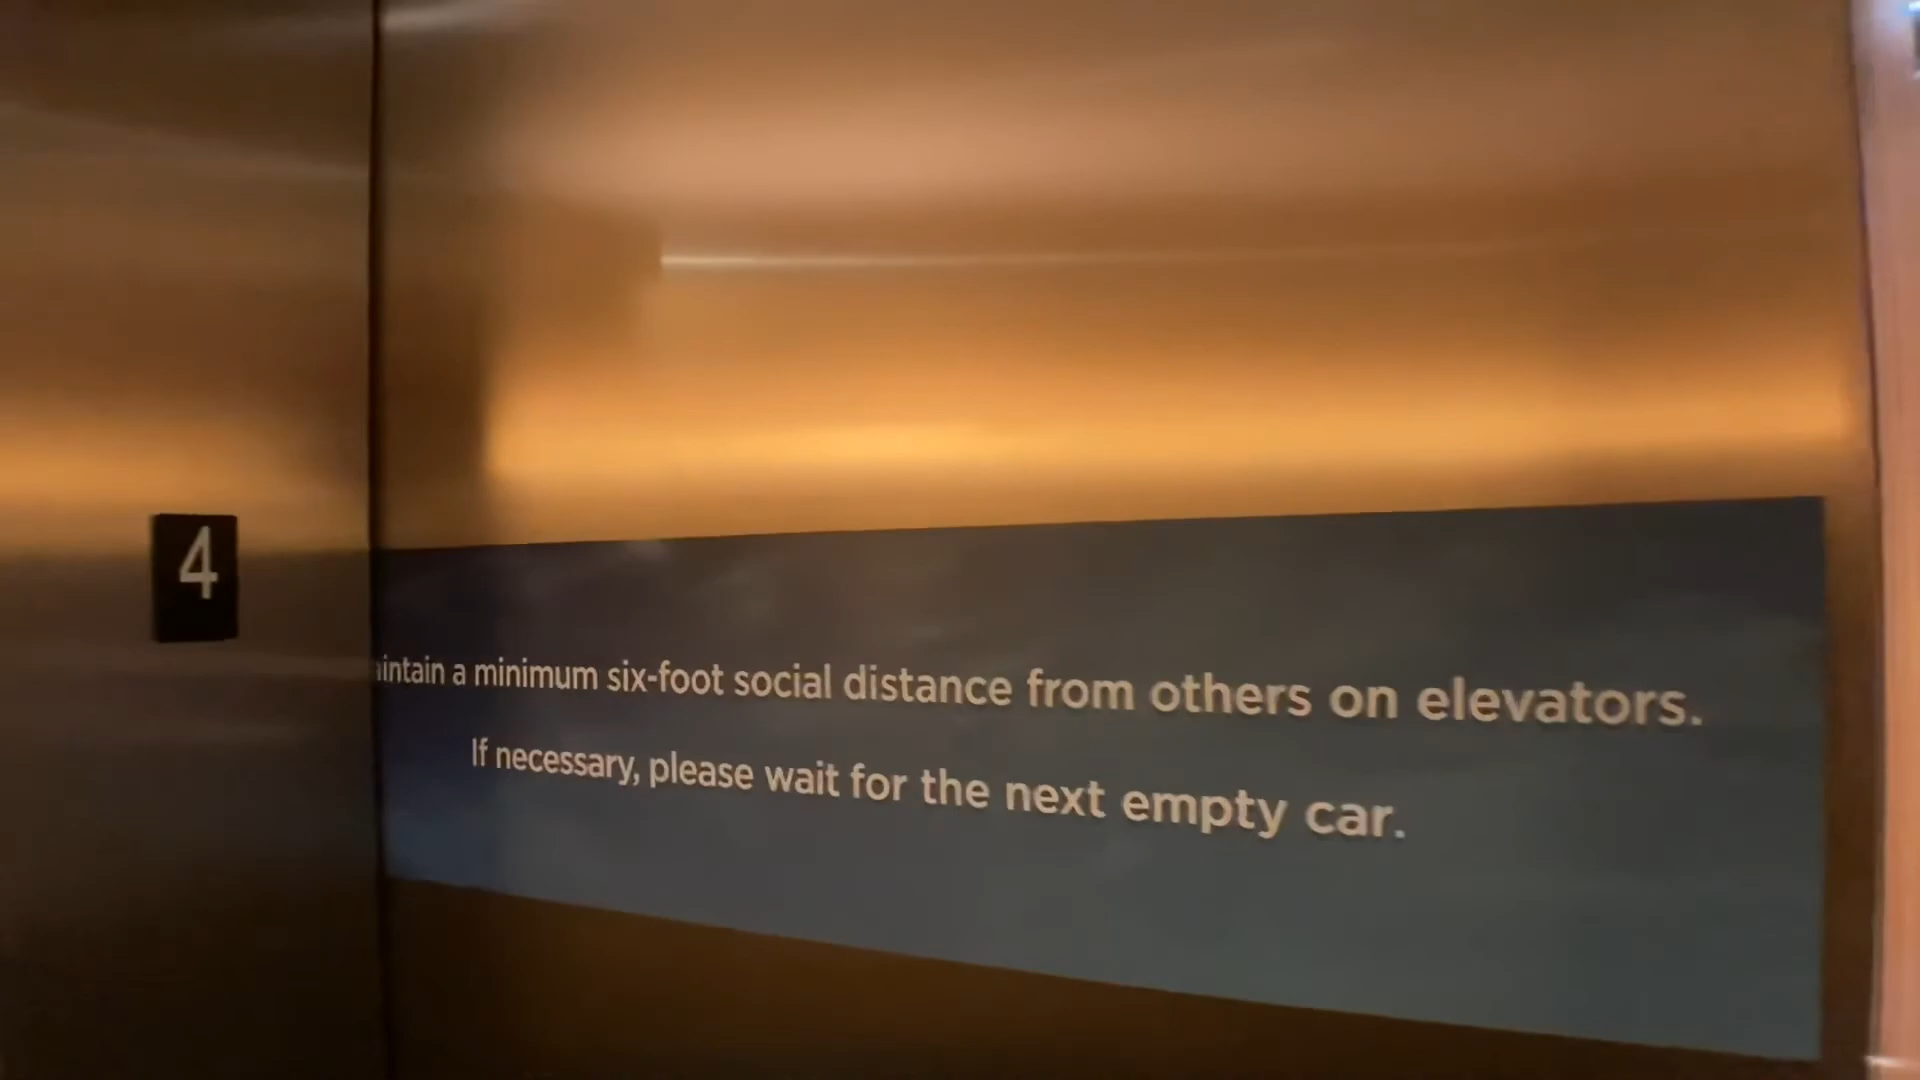 4
a minimum six-foot social distance from others on elevators.
If necessary, please wait for the next empty car.